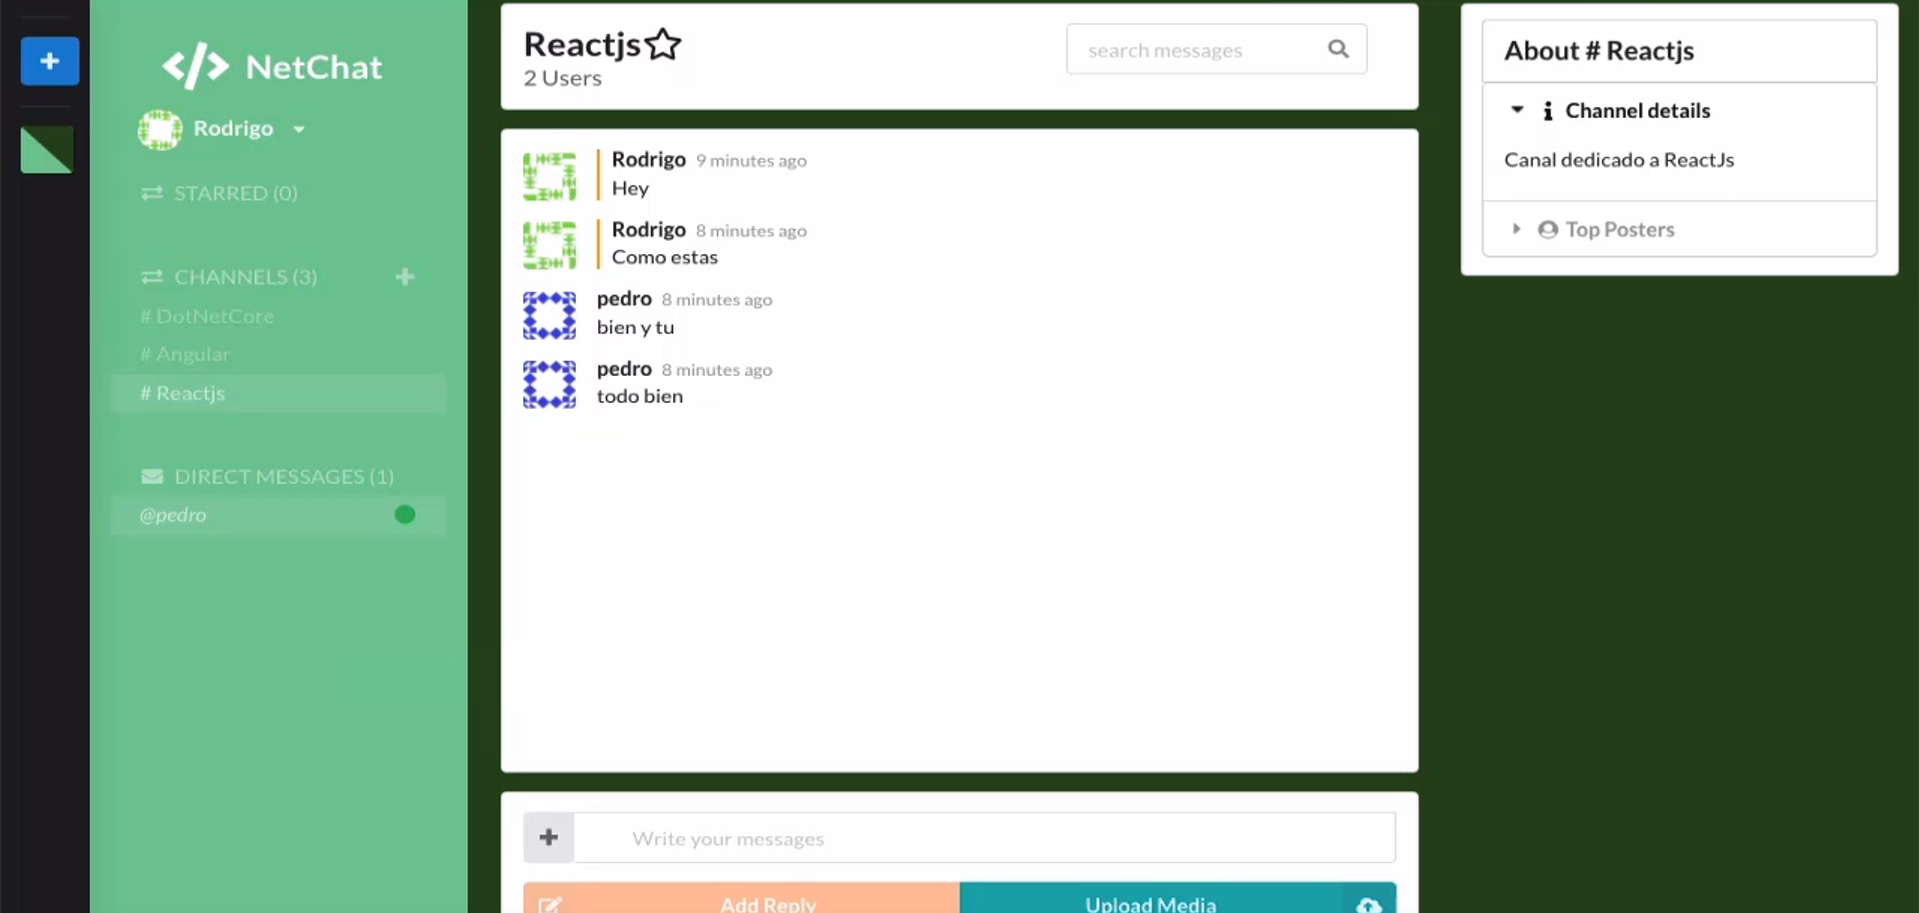 </> NetChat
Rodrigo
STARRED (0)
CHANNELS (3)
# DotNetCore
# Angular
# Reactjs
DIRECT MESSAGES (1)
@pedro
Reactjs
2 Users
search messages
Rodrigo 9 minutes ago
Hey
Rodrigo 8 minutes ago
Como estas
pedro 8 minutes ago
bien y tu
pedro 8 minutes ago
todo bien
Write your messages
Add Reply
Upload Media
About # Reactjs
Channel details
Canal dedicado a ReactJs
Top Posters